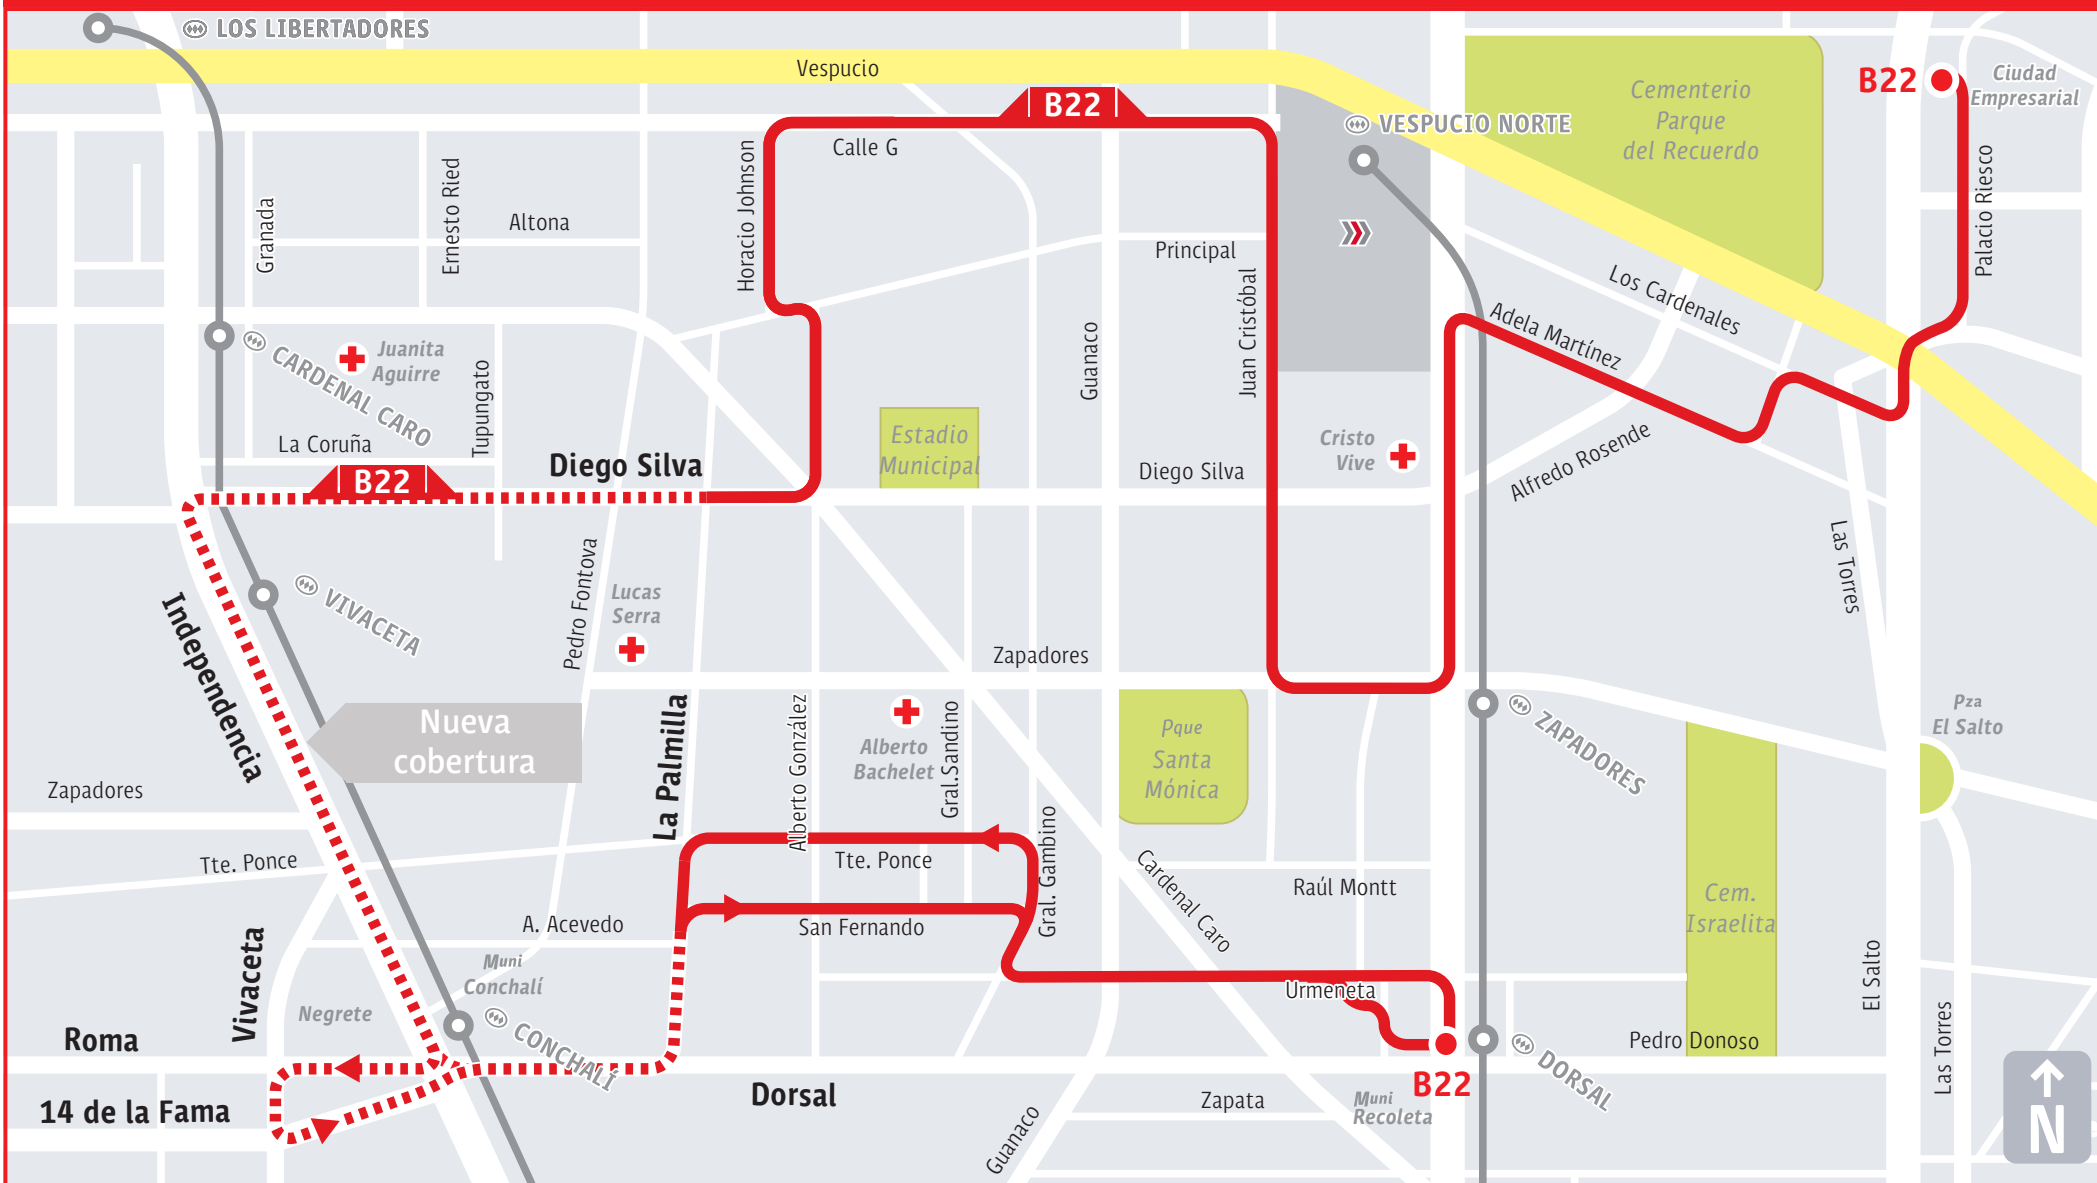 LOS LIBERTADORES
Vespucio
B22
Ciudad
Empresarial
Cementerio
Parque
del Recuerdo
B22
VESPUCIO NORTE
Calle G
Horacio Johnson
Palacio Riesco
Granada
Ernesto Ried
Altona
Principal
Juan Cristóbal
Los Cardenales
Adela Martínez
Guanaco
CARDENAL CARO
Juanita
Aguirre
Tupungato
La Coruña
B22
Diego Silva
Estadio
Municipal
Diego Silva
Cristo
Vive
Alfredo Rosende
Las Torres
VIVACETA
Independencia
Pedro Fontova
Lucas
Serra
Zapadores
La Palmilla
Alberto González
Alberto
Bachelet
Gral.Sandino
Pque
Santa
Mónica
ZAPADORES
Pza
El Salto
Nueva
cobertura
Zapadores
Tte. Ponce
Tte. Ponce
Gral. Gambino
Cardenal Caro
Raúl Montt
Cem.
Israelita
A. Acevedo
San Fernando
Vivaceta
Muni
Conchalí
Negrete
CONCHALÍ
Urmeneta
El Salto
Las Torres
Roma
Pedro Donoso
DORSAL
B22
Dorsal
14 de la Fama
Zapata
Muni
Recoleta
Guanaco
N